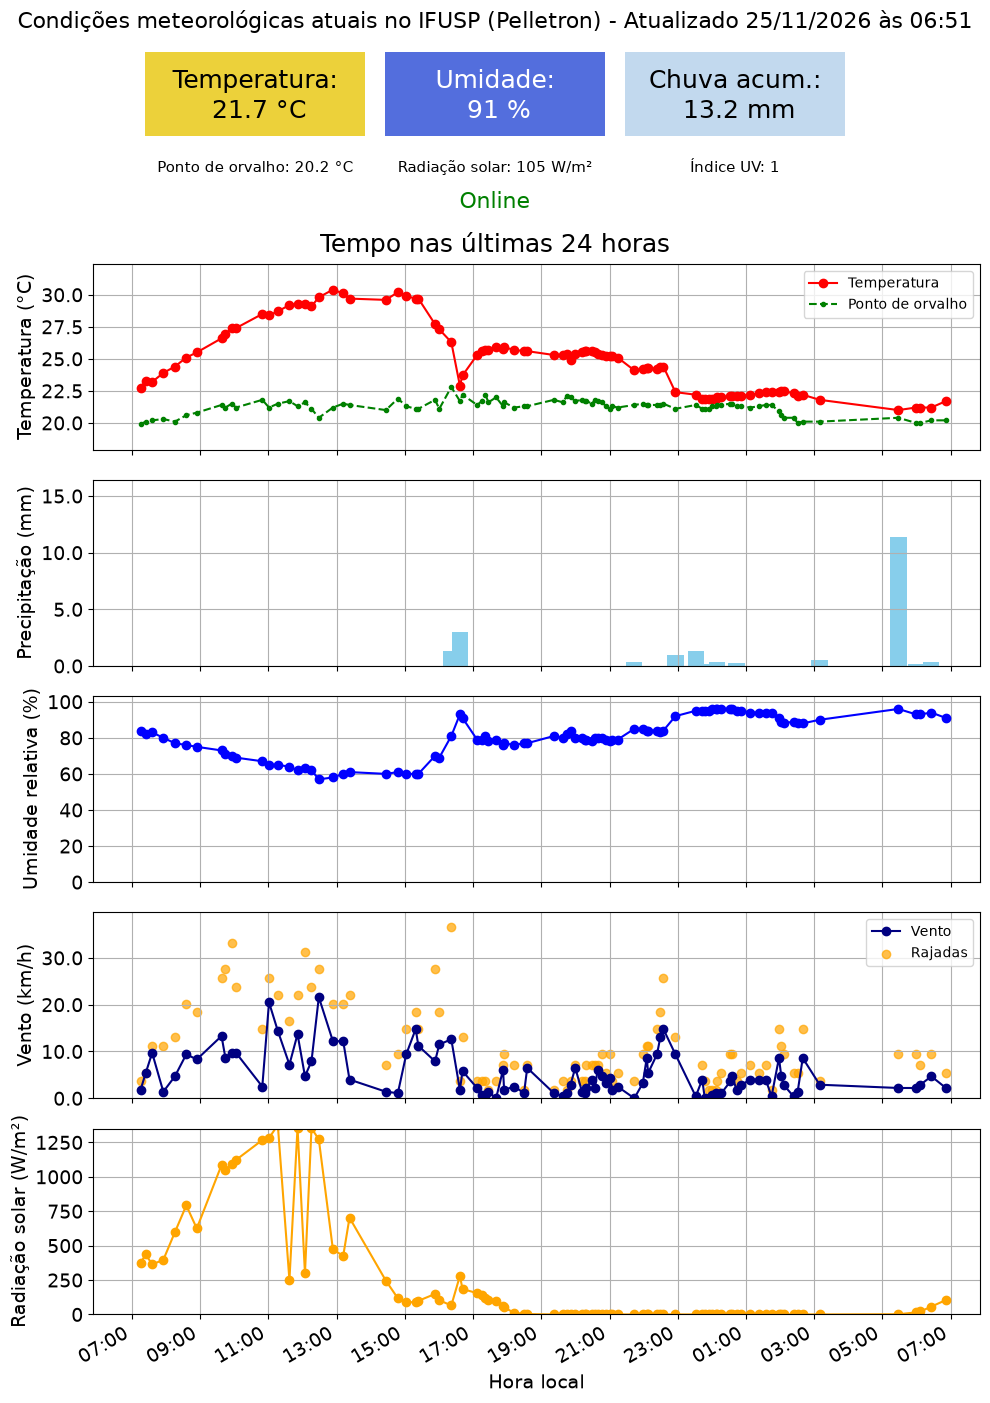 Condições meteorológicas atuais no IFUSP (Pelletron) - Atualizado 25/11/2026 às 06:51
Temperatura:
21.7 °C
Umidade:
91 %
Chuva acum.:
13.2 mm
Ponto de orvalho: 20.2 °C
Radiação solar: 105 W/m²
Índice UV: 1
Online
Tempo nas últimas 24 horas
Temperatura (°C)
30.0
27.5
25.0
22.5
20.0
Temperatura
Ponto de orvalho
Precipitação (mm)
15.0
10.0
5.0
0.0
Umidade relativa (%)
100
80
60
40
20
0
Vento (km/h)
30.0
20.0
10.0
0.0
Vento
Rajadas
Radiação solar (W/m²)
1250
1000
750
500
250
0
07:00
09:00
11:00
13:00
15:00
17:00
19:00
21:00
23:00
01:00
03:00
05:00
07:00
Hora local